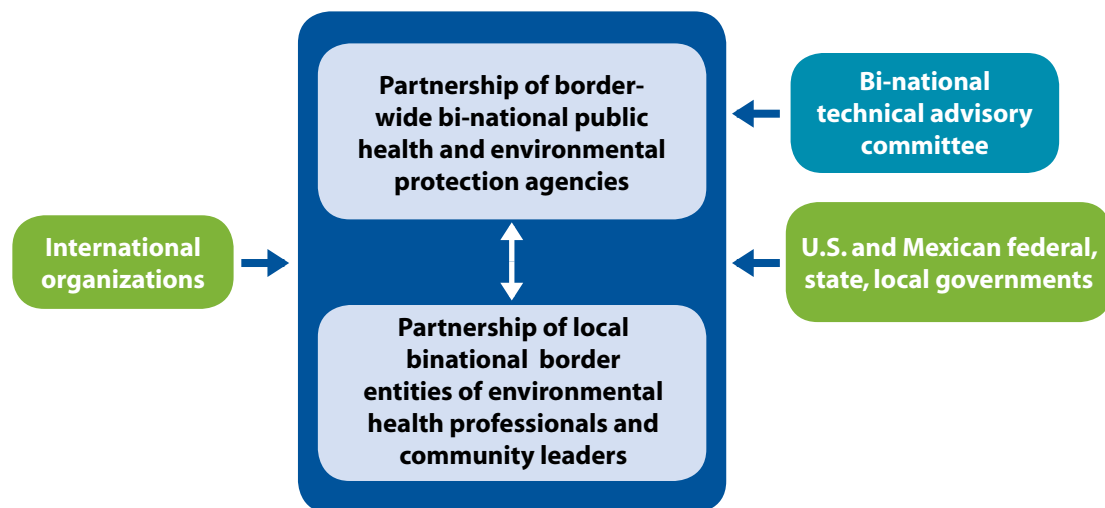 Partnership of border-
wide bi-national public
health and environmental
protection agencies
Bi-national
technical advisory
committee
International
organizations
U.S. and Mexican federal,
state, local governments
Partnership of local
binational border
entities of environmental
health professionals and
community leaders